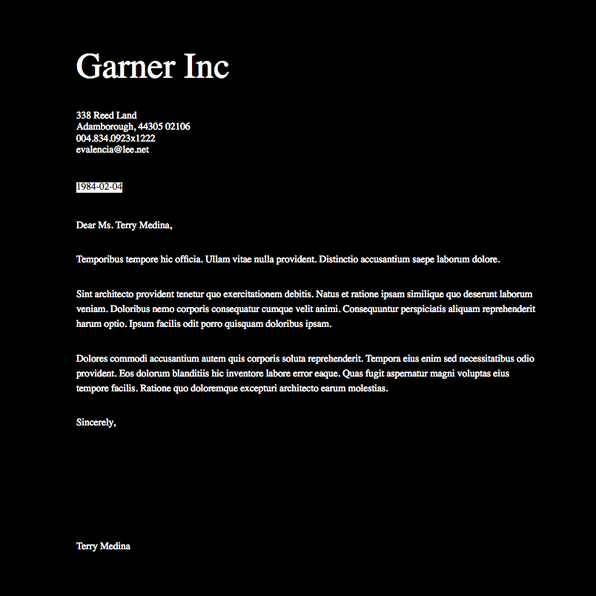 Garner Inc
338 Reed Land
Adamborough, 44305 02106
004.834.0923x1222
evalencia@lee.net
1984-02-04
Dear Ms. Terry Medina,
Temporibus tempore hic officia. Ullam vitae nulla provident. Distinctio accusantium saepe laborum dolore.
Sint architecto provident tenetur quo exercitationem debitis. Natus et ratione ipsam similique quo deserunt laborum
veniam. Doloribus nemo corporis consequatur cumque velit animi. Consequuntur perspiciatis aliquam reprehenderit
harum optio. Ipsum facilis odit porro quisquam doloribus ipsam.
Dolores commodi accusantium autem quis corporis soluta reprehenderit. Tempora eius enim sed necessitatibus odio
provident. Eos dolorum blanditiis hic inventore labore error eaque. Quas fugit aspernatur magni voluptas eius
tempore facilis. Ratione quo doloremque excepturi architecto earum molestias.
Sincerely,
Terry Medina